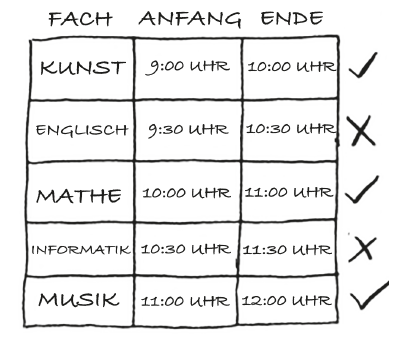 FACH ANFANG ENDE
KUNST 9:00 UHR 10:00 UHR
ENGLISCH 9:30 UHR 10:30 UHR
MATHE 10:00 UHR 11:00 UHR
INFORMATIK 10:30 UHR 11:30 UHR
MUSIK 11:00 UHR 12:00 UHR